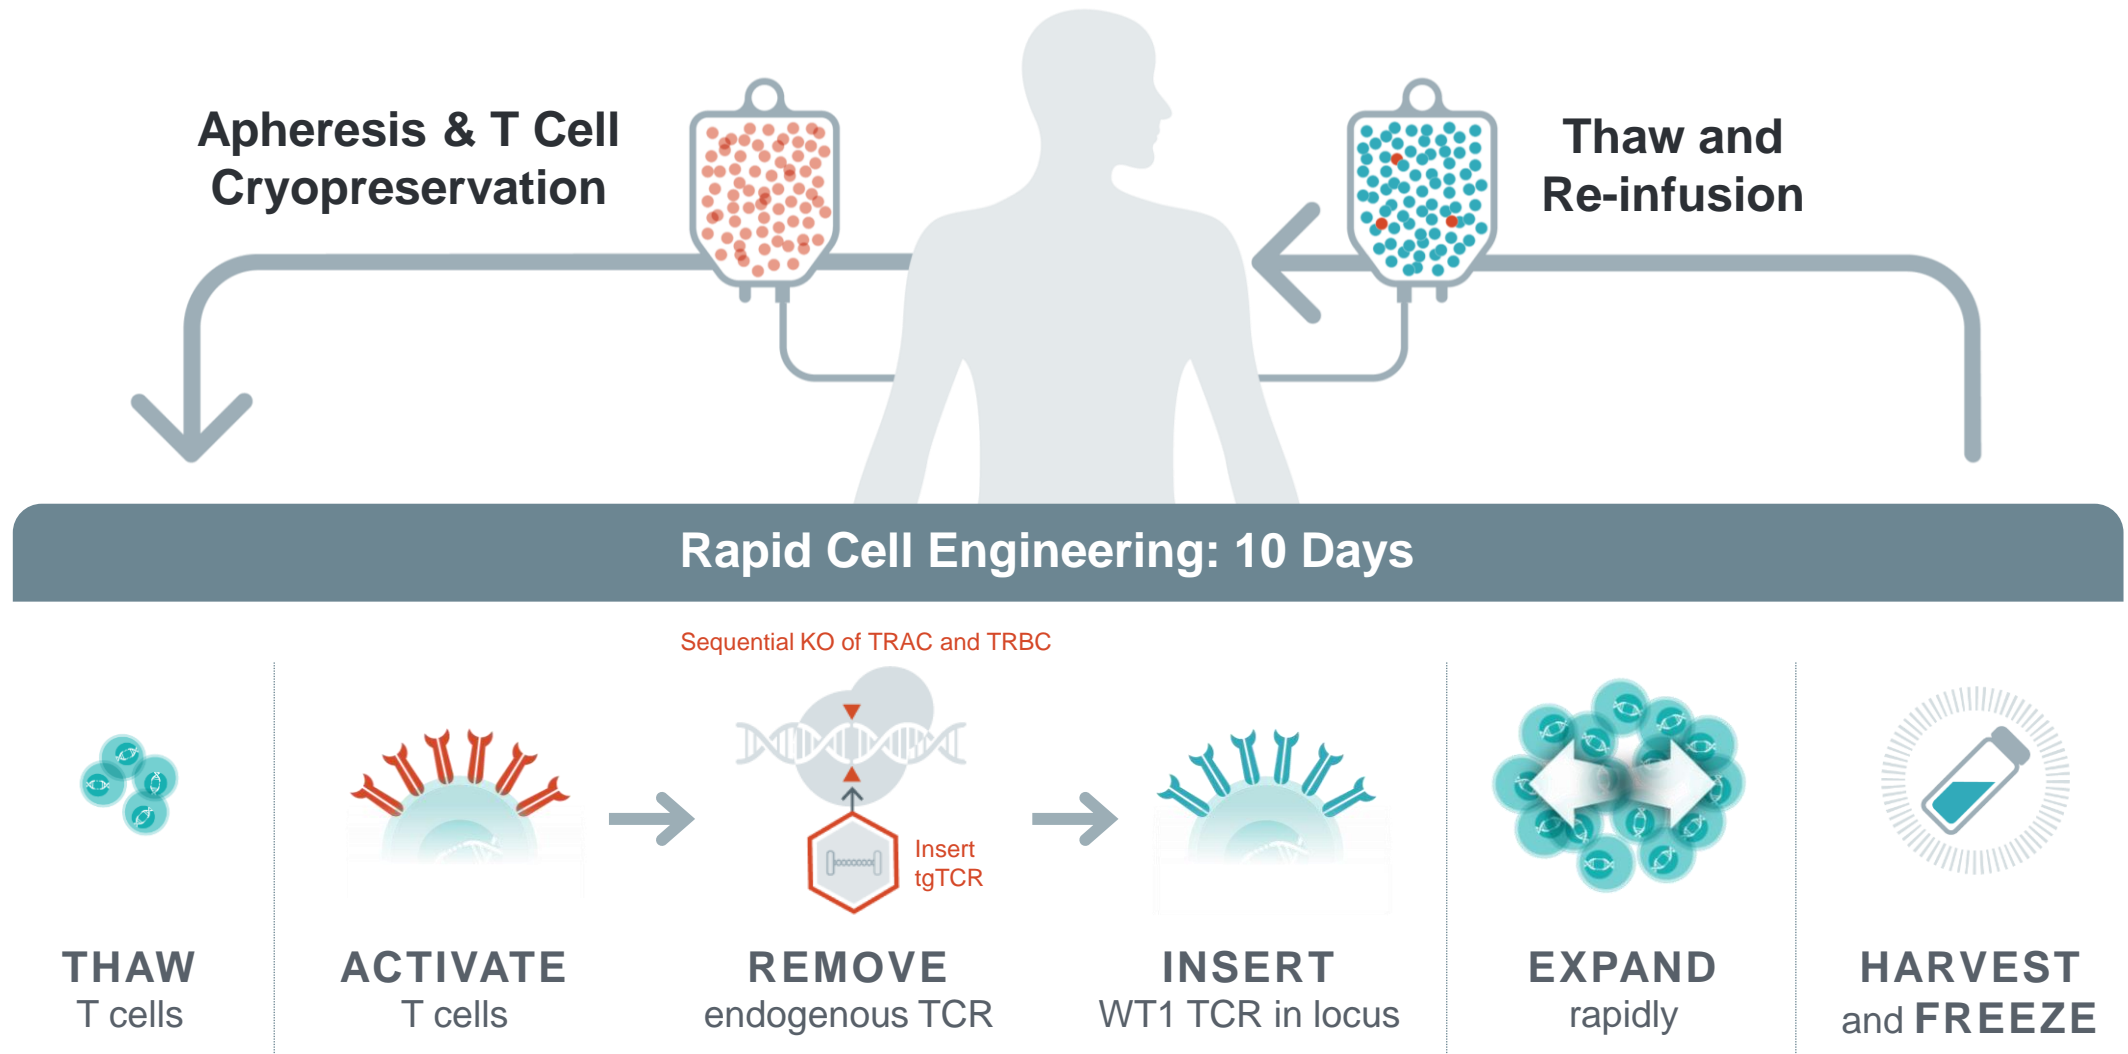 Apheresis & T Cell
Cryopreservation
Thaw and
Re-infusion
Rapid Cell Engineering: 10 Days
Sequential KO of TRAC and TRBC
Insert
tgTCR
THAW
T cells
ACTIVATE
T cells
REMOVE
endogenous TCR
INSERT
WT1 TCR in locus
EXPAND
rapidly
HARVEST
and FREEZE